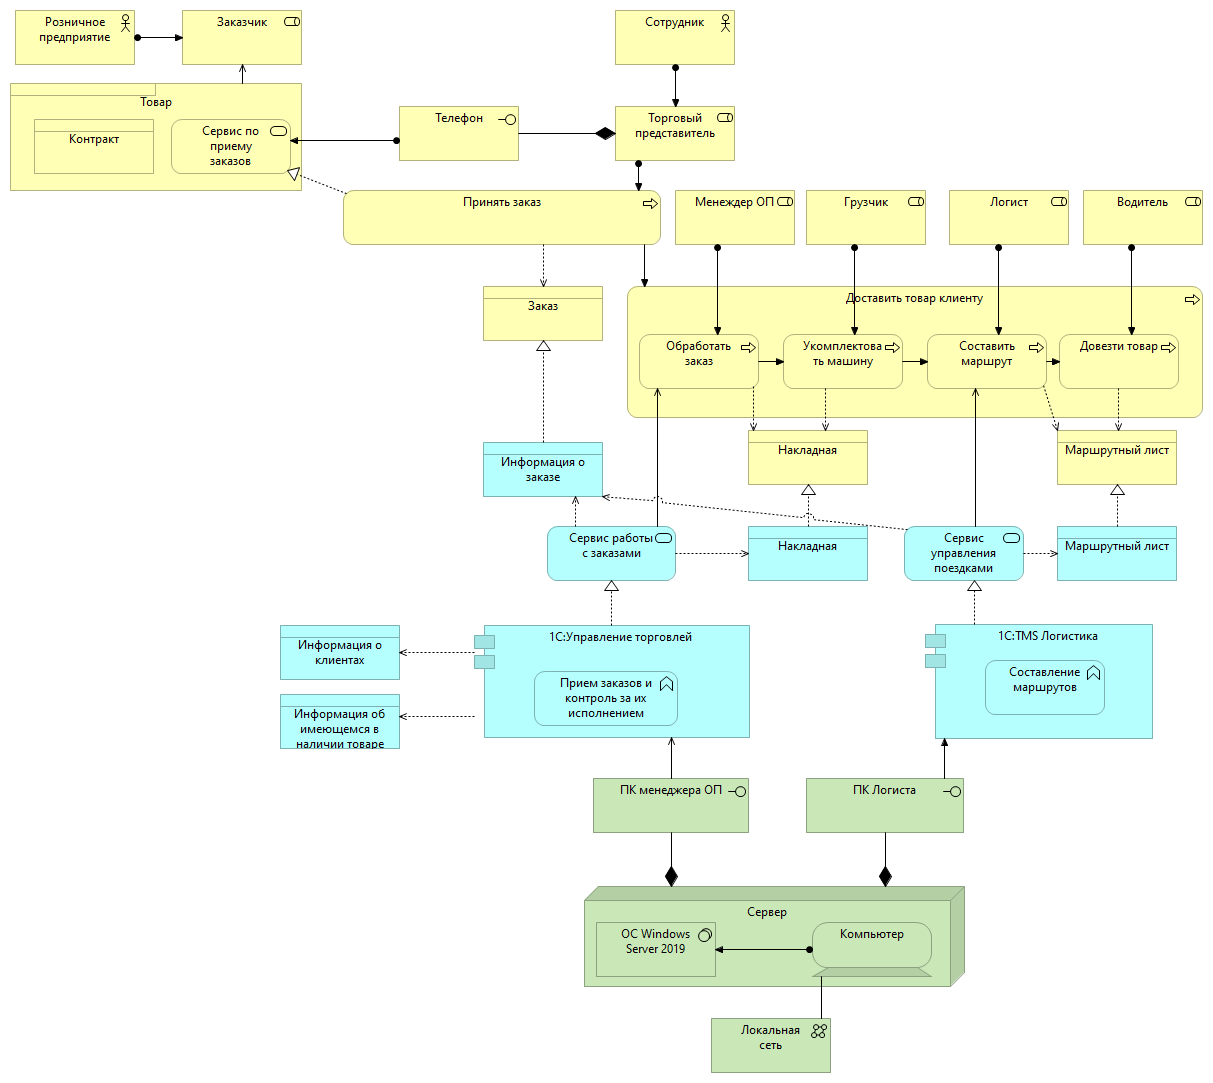 Розничное
предприятие
Заказчик
Сотрудник
Товар
Контракт
Сервис по
приему
заказов
Телефон
Торговый
представитель
Принять заказ
Менеждер ОП
Грузчик
Логист
Водитель
Заказ
Доставить товар клиенту
Обработать
заказ
Укомплектова
ть машину
Составить
маршрут
Довезти товар
Информация о
заказе
Накладная
Маршрутный лист
Сервис работы
с заказами
Накладная
Сервис
управления
поездками
Маршрутный лист
Информация о
клиентах
1С:Управление торговлей
1С:TMS Логистика
Прием заказов и
контроль за их
исполнением
Составление
маршрутов
Информация об
имеющемся в
наличии товаре
ПК менеджера ОП
ПК Логиста
Сервер
ОС Windows
Server 2019
Компьютер
Локальная
сеть